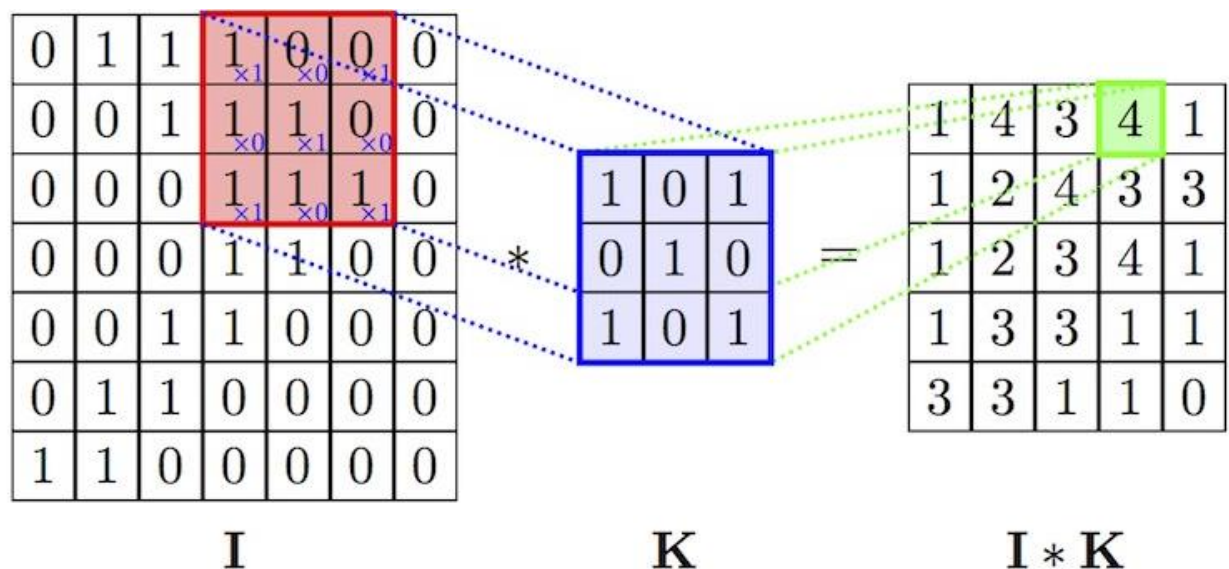 0 1 1 1×1 0×0 0×1 0
0 0 1 1×0 1×1 0×0 0
0 0 0 1×1 1×0 1×1 0
0 0 0 1 1 0 0
0 0 1 1 0 0 0
0 1 1 0 0 0 0
1 1 0 0 0 0 0
I
*
1 0 1
0 1 0
1 0 1
K
=
1 4 3 4 1
1 2 4 3 3
1 2 3 4 1
1 3 3 1 1
3 3 1 1 0
I * K